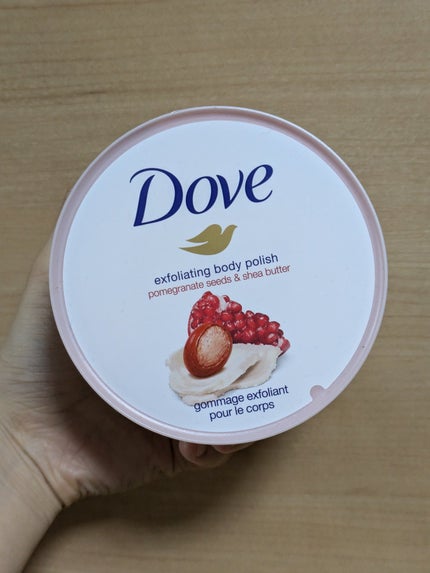 Dove
exfoliating body polish
pomegranate seeds & shea butter
gommage exfoliant
pour le corps